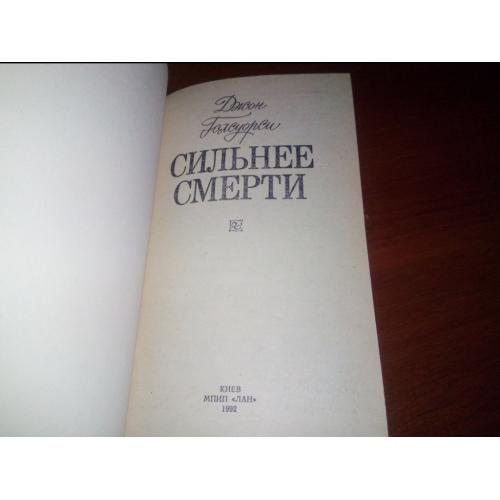 Джон
Голсуорси
СИЛЬНЕЕ
СМЕРТИ
КИЕВ
МПИП «ЛАН»
1992